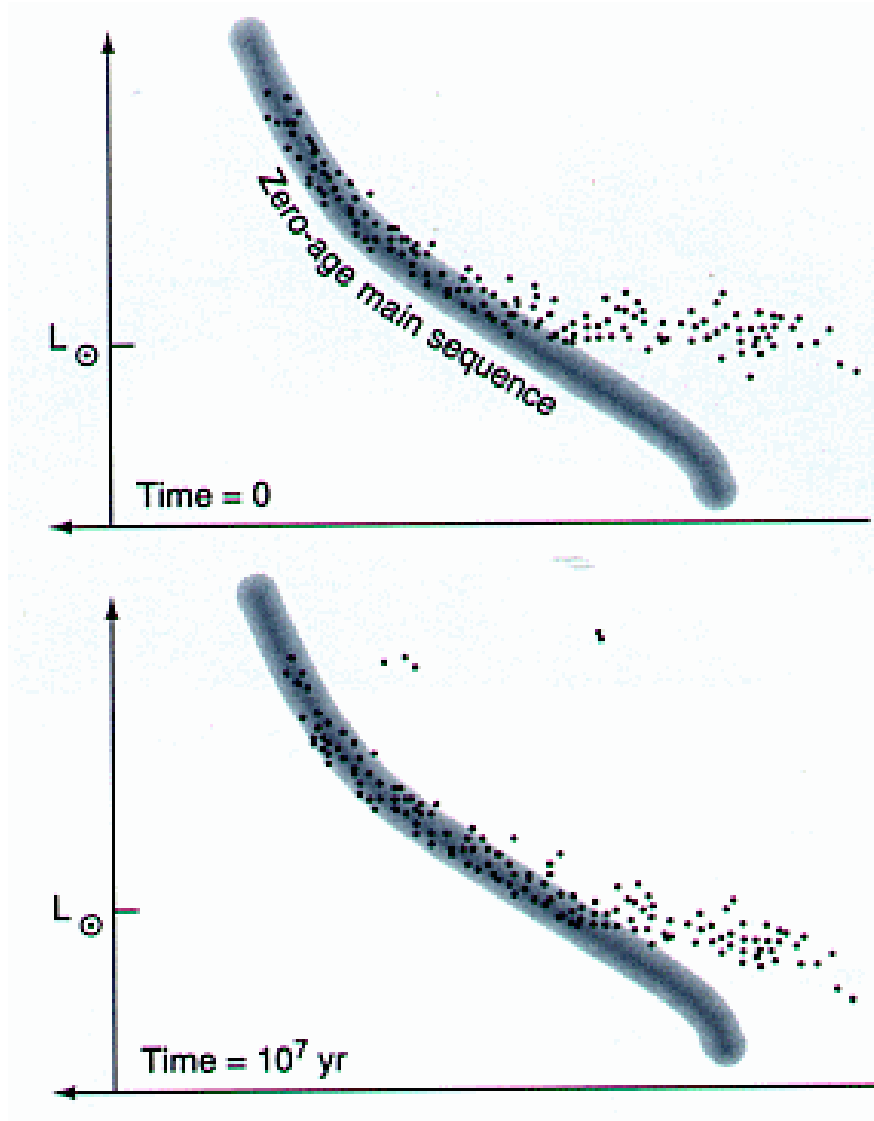 Zero-age main sequence
L☉
Time = 0
L☉
Time = 10⁷ yr